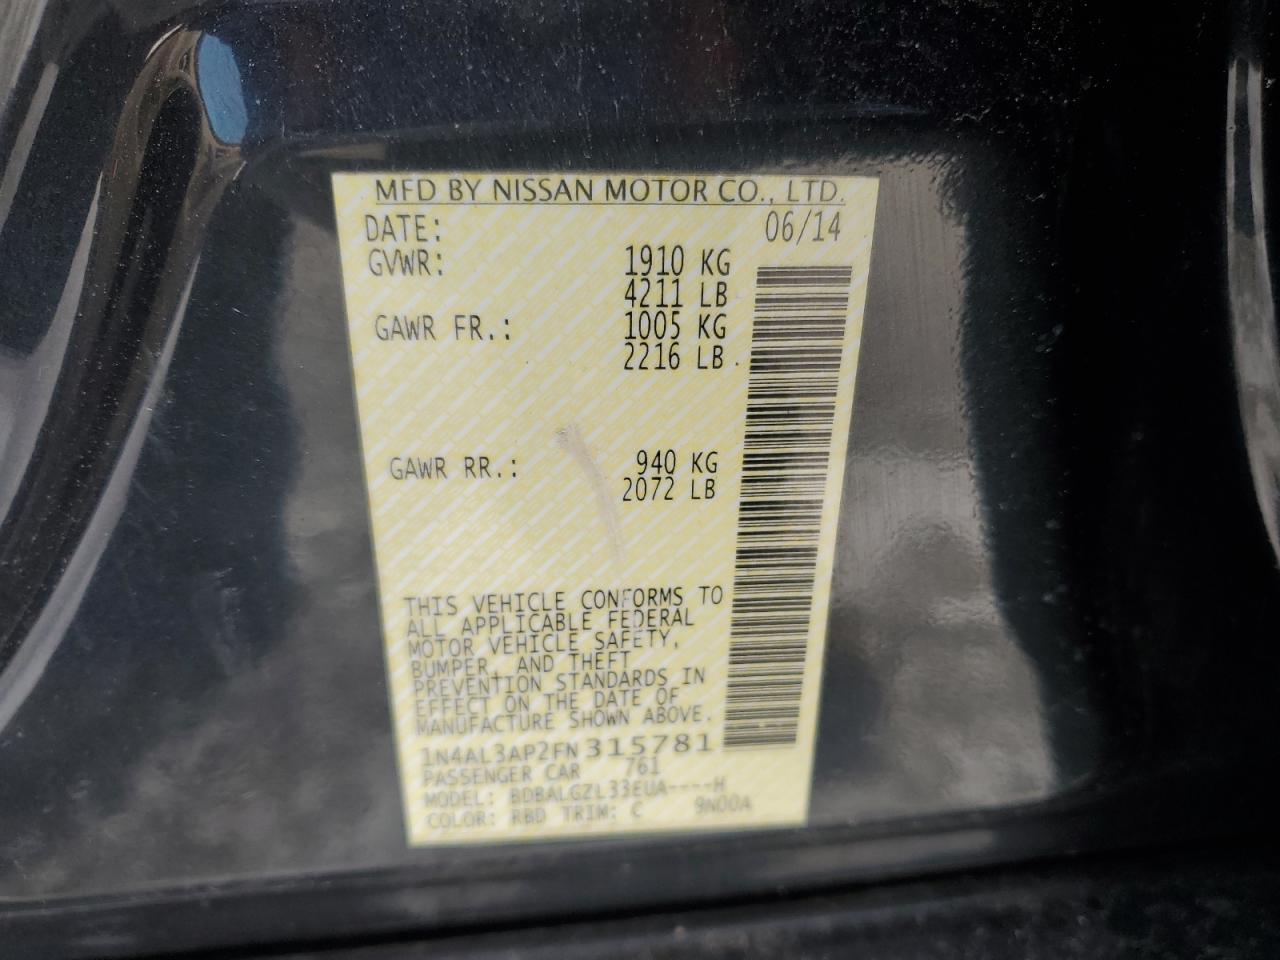 MFD BY NISSAN MOTOR CO., LTD.
DATE: 06/14
GVWR: 1910 KG
4211 LB
GAWR FR.: 1005 KG
2216 LB
GAWR RR.: 940 KG
2072 LB
THIS VEHICLE CONFORMS TO
ALL APPLICABLE FEDERAL
MOTOR VEHICLE SAFETY,
BUMPER, AND THEFT
PREVENTION STANDARDS IN
EFFECT ON THE DATE OF
MANUFACTURE SHOWN ABOVE.
1N4AL3AP2FN315781
PASSENGER CAR 761
MODEL: BDBALGZL33EUA----H
COLOR: RBD TRIM: C 9N00A